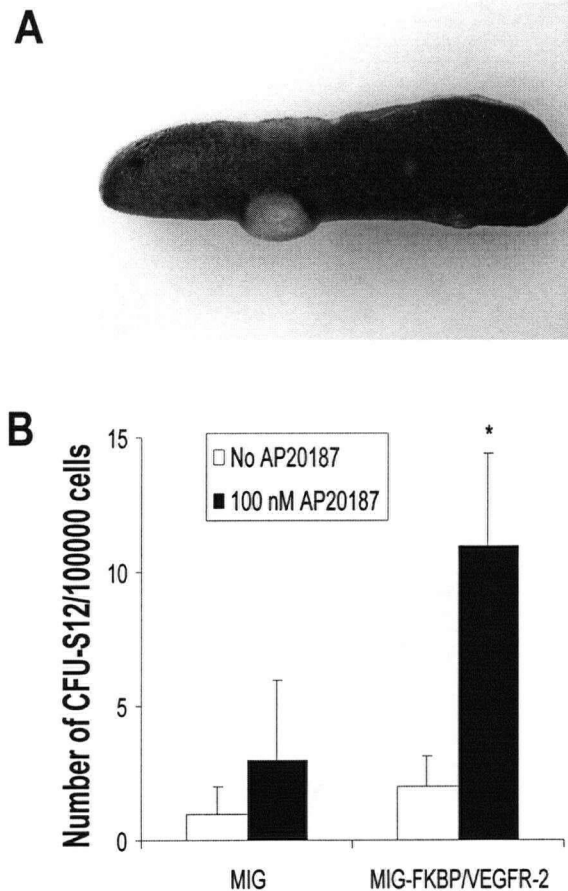 A
B
Number of CFU-S12/100000 cells
15
10
5
0
No AP20187
100 nM AP20187
*
MIG
MIG-FKBP/VEGFR-2